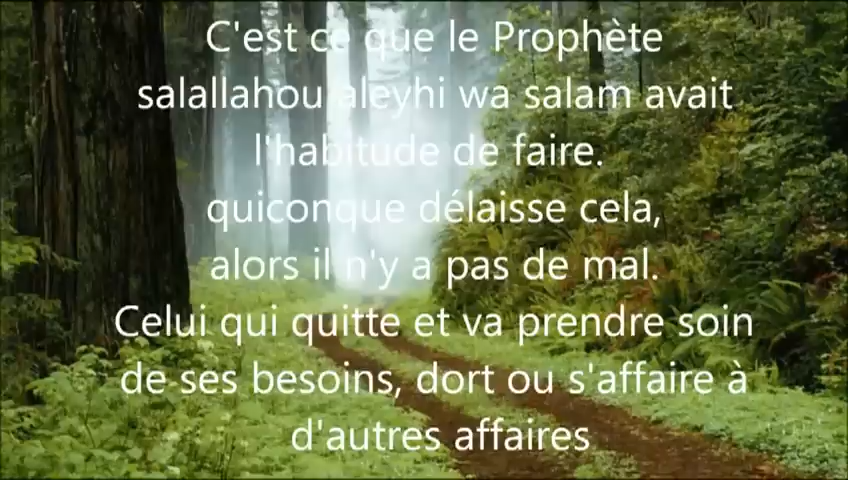 C'est ce que le Prophète
salallahou aleyhi wa salam avait
l'habitude de faire.
quiconque délaisse cela,
alors il n'y a pas de mal.
Celui qui quitte et va prendre soin
de ses besoins, dort ou s'affaire à
d'autres affaires